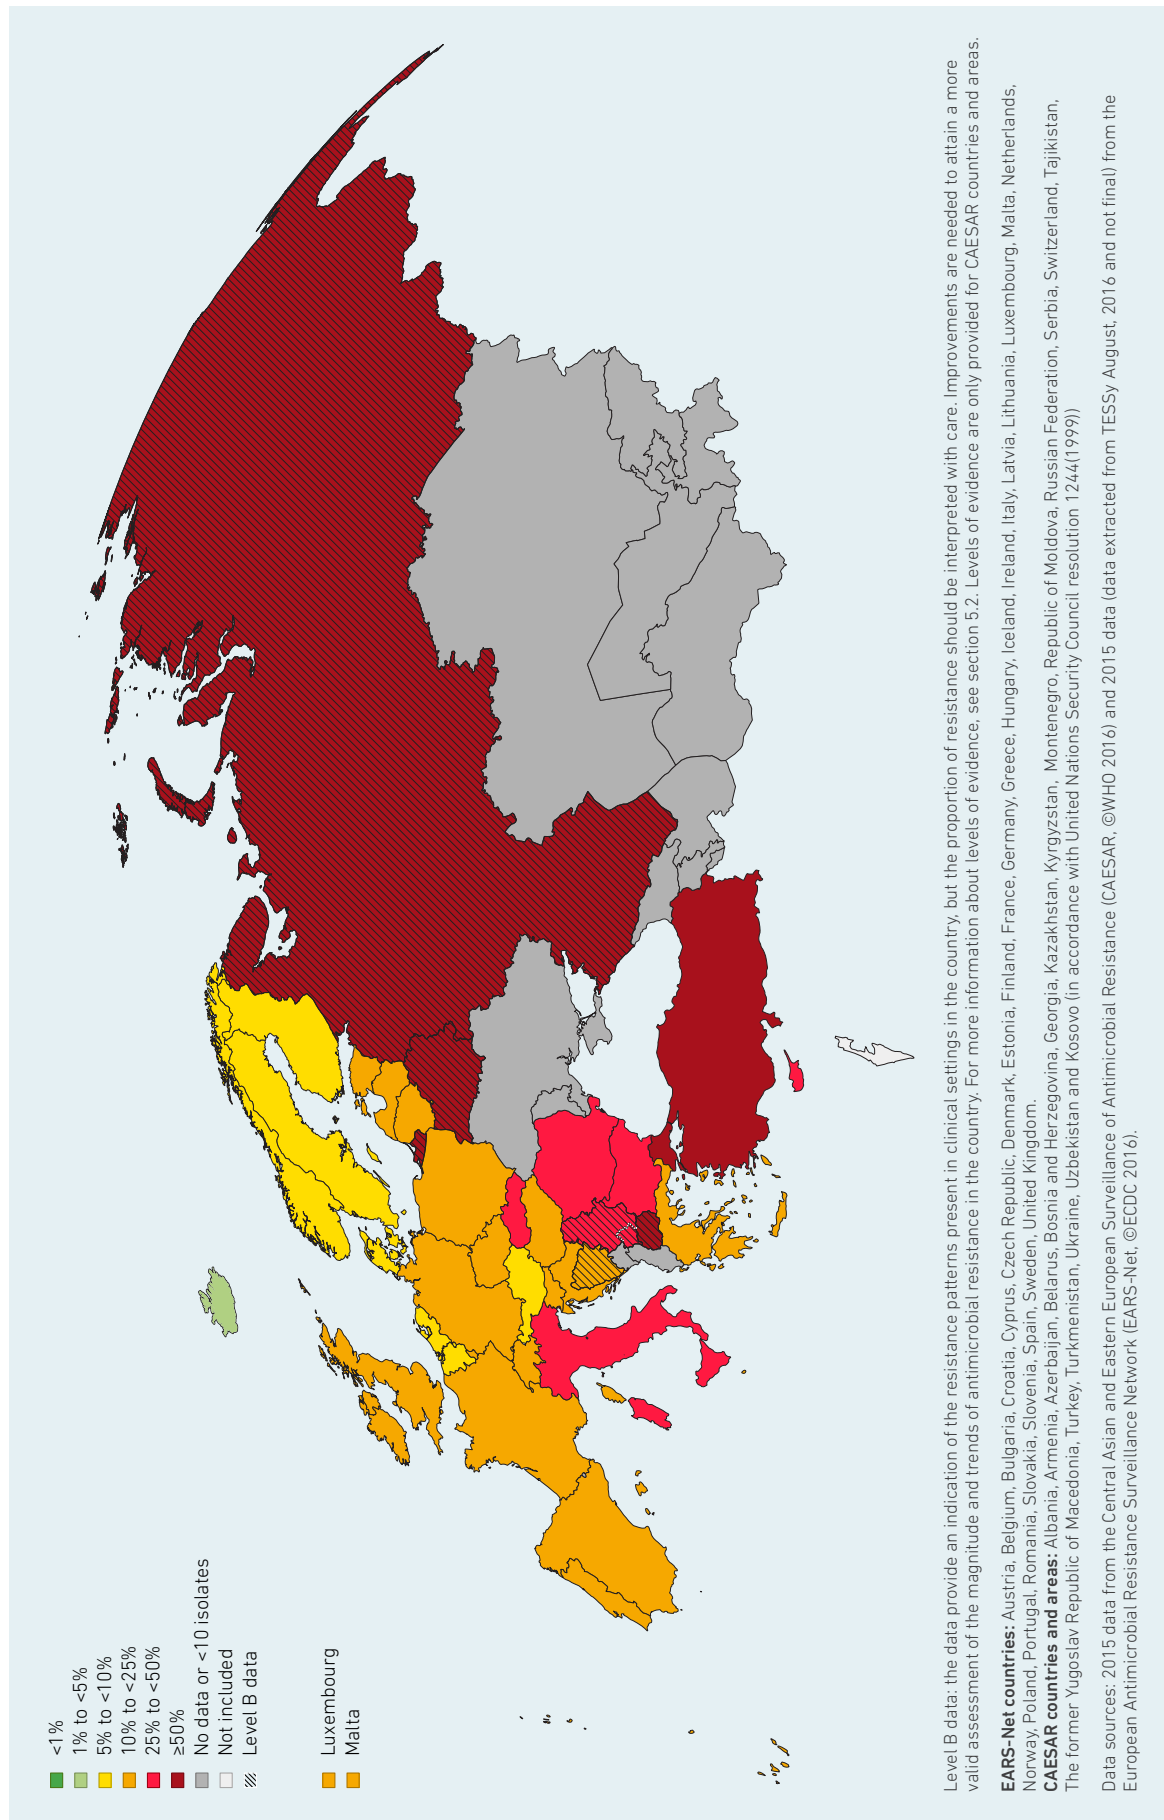 <1%
1% to <5%
5% to <10%
10% to <25%
25% to <50%
≥50%
No data or <10 isolates
Not included
Level B data
Luxembourg
Malta
Level B data: the data provide an indication of the resistance patterns present in clinical settings in the country, but the proportion of resistance should be interpreted with care. Improvements are needed to attain a more
valid assessment of the magnitude and trends of antimicrobial resistance in the country. For more information about levels of evidence, see section 5.2. Levels of evidence are only provided for CAESAR countries and areas.
EARS-Net countries: Austria, Belgium, Bulgaria, Croatia, Cyprus, Czech Republic, Denmark, Estonia, Finland, France, Germany, Greece, Hungary, Iceland, Ireland, Italy, Latvia, Lithuania, Luxembourg, Malta, Netherlands,
Norway, Poland, Portugal, Romania, Slovakia, Slovenia, Spain, Sweden, United Kingdom.
CAESAR countries and areas: Albania, Armenia, Azerbaijan, Belarus, Bosnia and Herzegovina, Georgia, Kazakhstan, Kyrgyzstan, Montenegro, Republic of Moldova, Russian Federation, Serbia, Switzerland, Tajikistan,
The former Yugoslav Republic of Macedonia, Turkey, Turkmenistan, Ukraine, Uzbekistan and Kosovo (in accordance with United Nations Security Council resolution 1244(1999))
Data sources: 2015 data from the Central Asian and Eastern European Surveillance of Antimicrobial Resistance (CAESAR, ©WHO 2016) and 2015 data (data extracted from TESSy August, 2016 and not final) from the
European Antimicrobial Resistance Surveillance Network (EARS-Net, ©ECDC 2016).